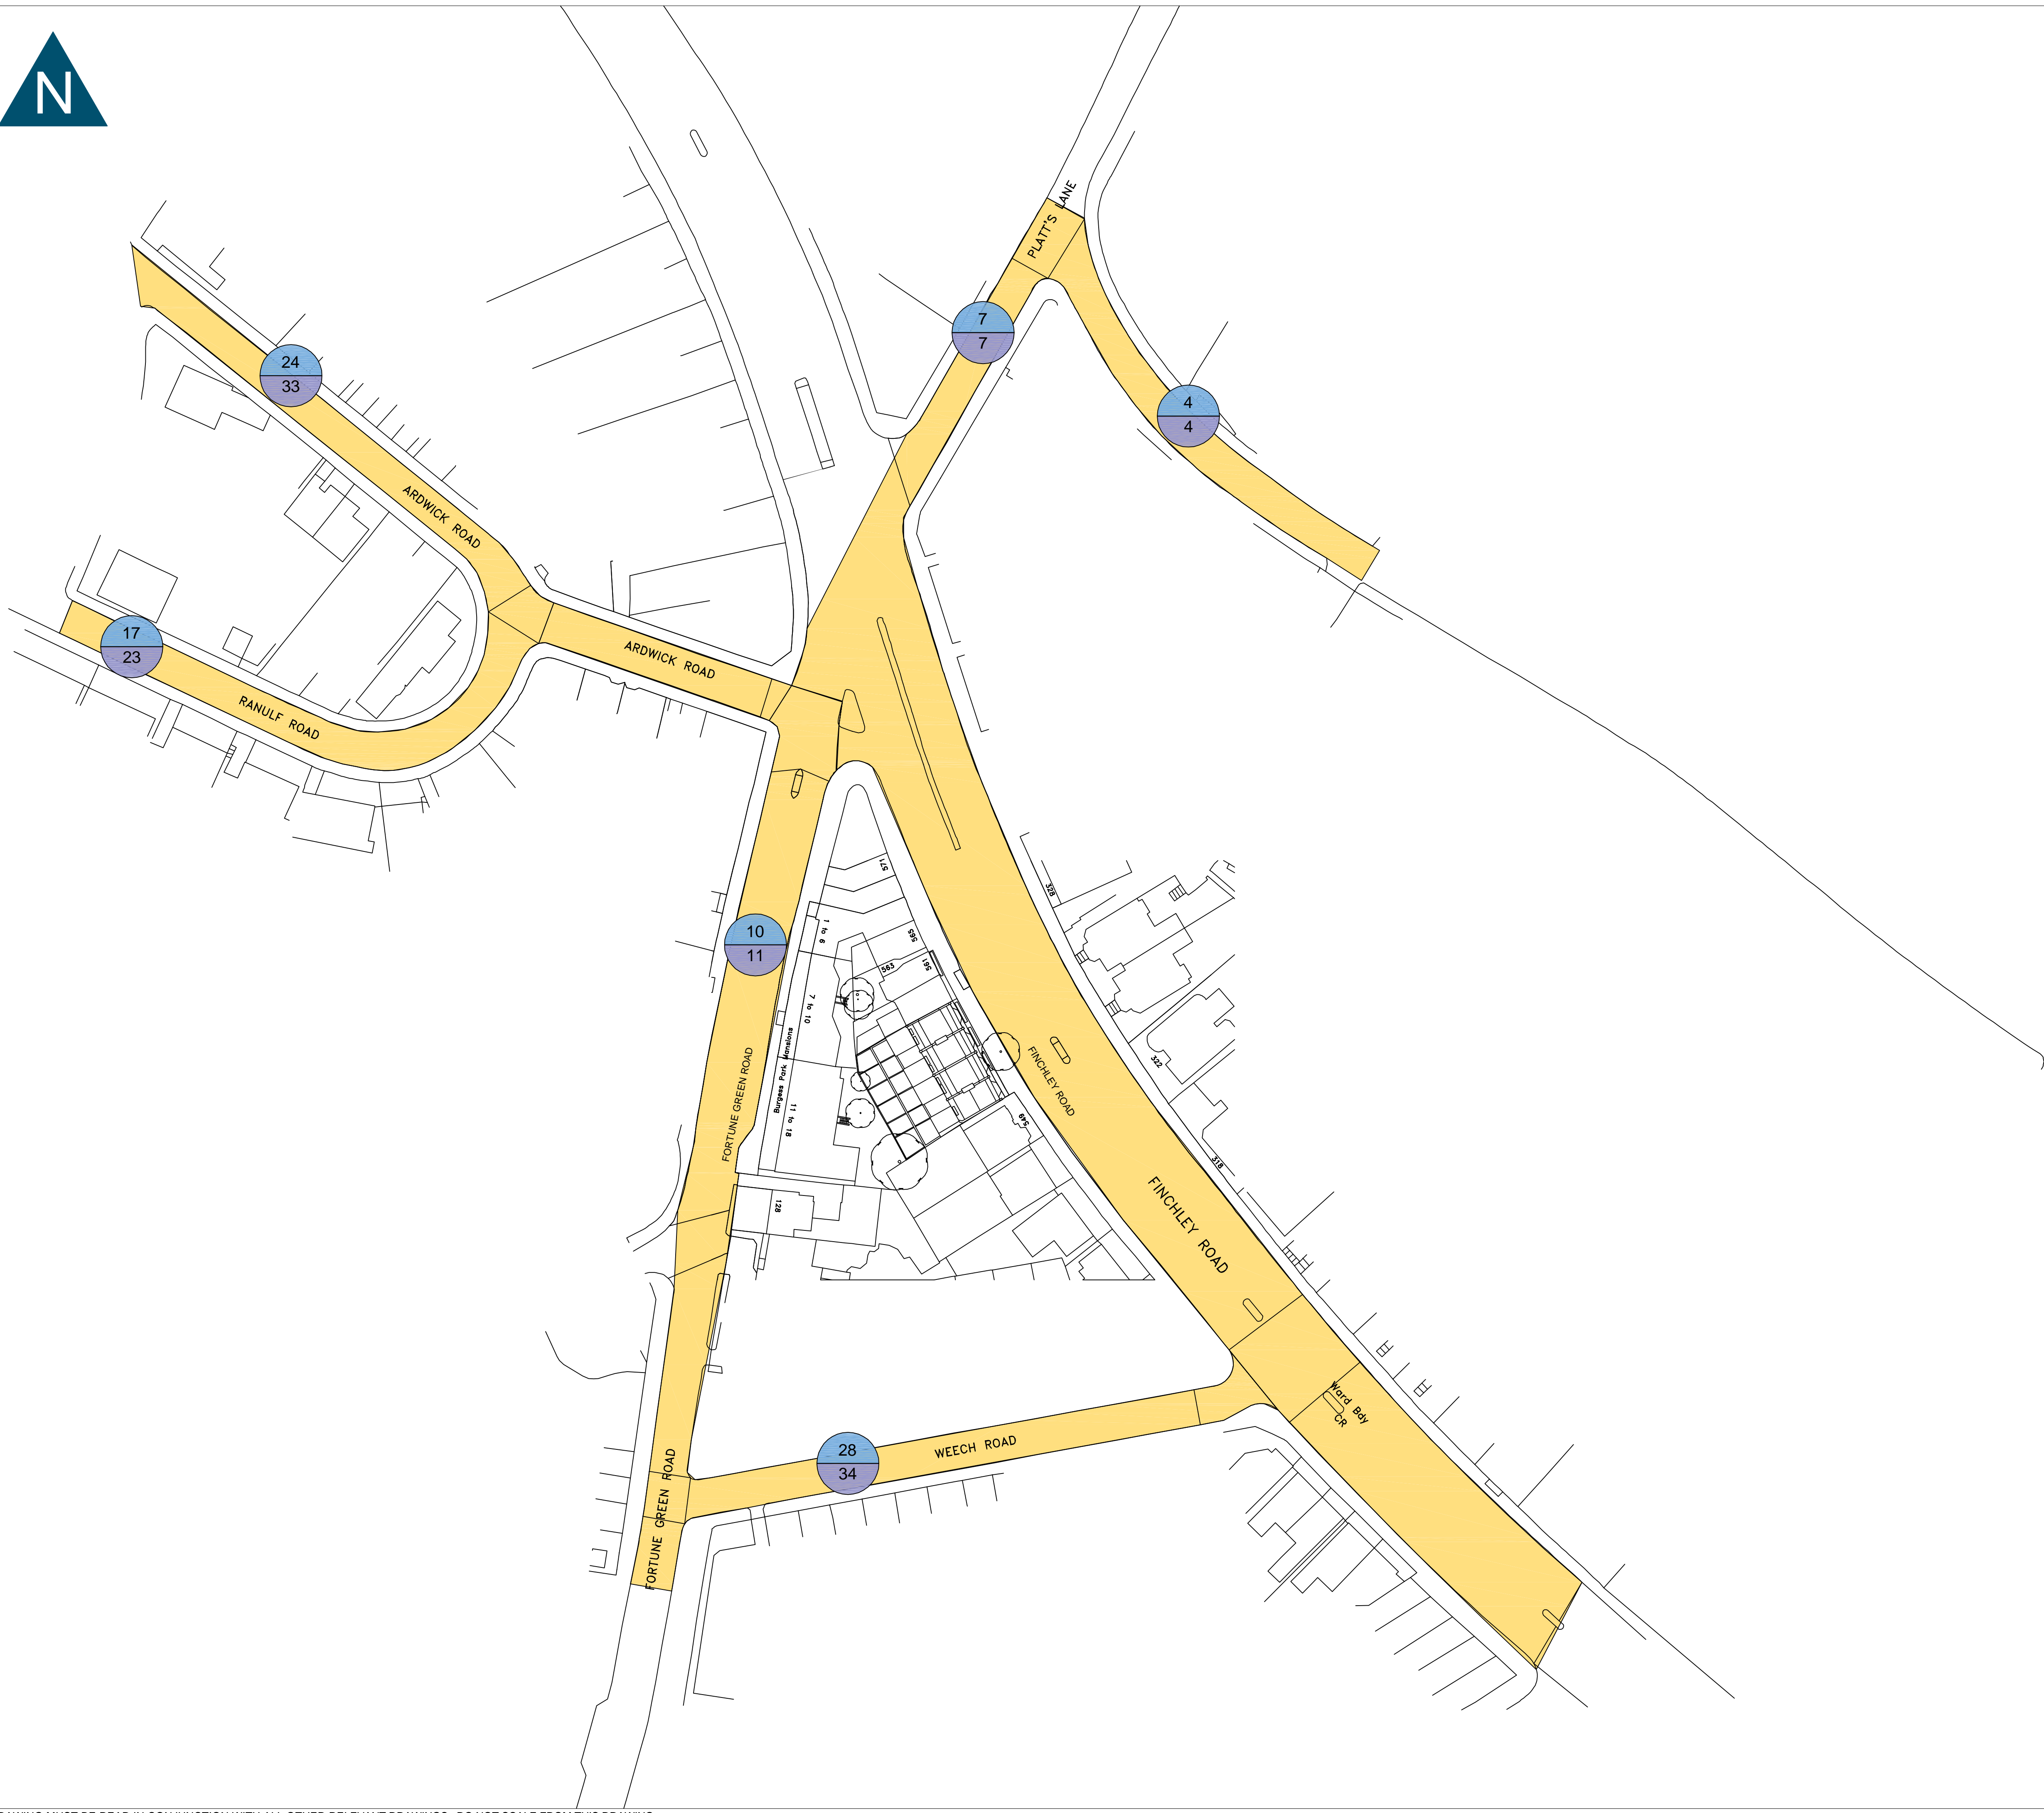 N
PLATT'S LANE
7
7
24
33
4
4
ARDWICK ROAD
17
23
ARDWICK ROAD
RANULF ROAD
571
328
10
11
1 to 6
565
563
561
7 to 10
Burgess Park Mansions
FORTUNE GREEN ROAD
FINCHLEY ROAD
322
11 to 18
549
318
128
FINCHLEY ROAD
Ward Bdy
CR
28
34
WEECH ROAD
FORTUNE GREEN ROAD